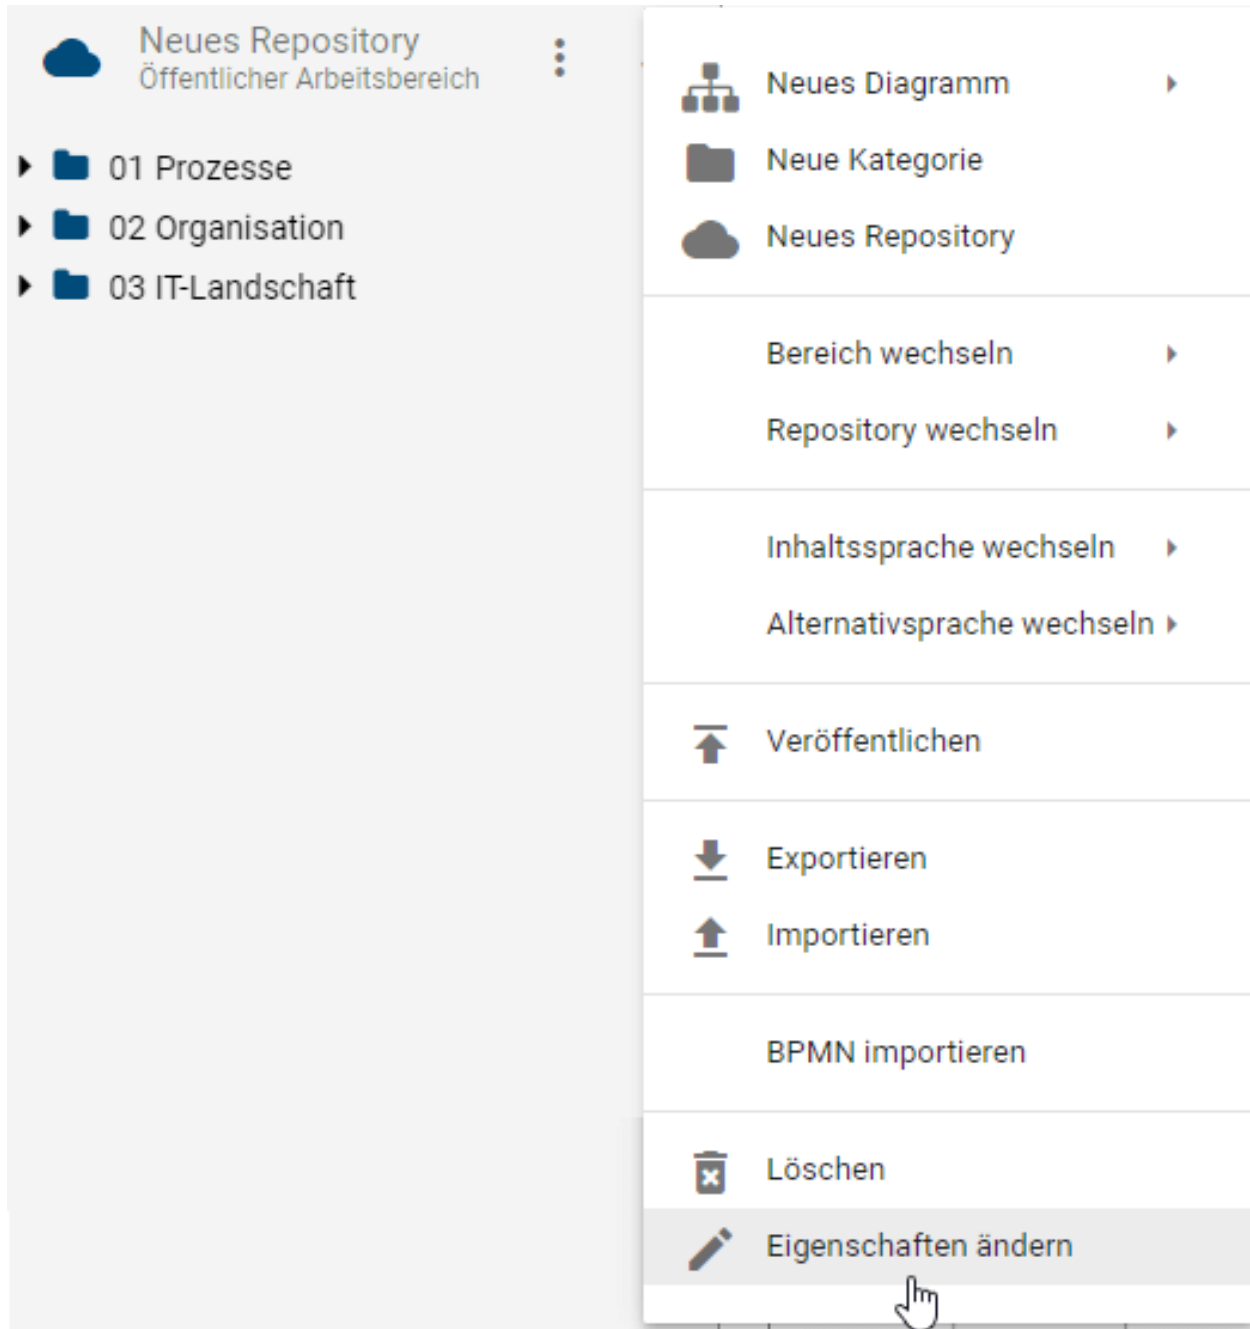 Neues Repository
Öffentlicher Arbeitsbereich
01 Prozesse
02 Organisation
03 IT-Landschaft
Neues Diagramm
Neue Kategorie
Neues Repository
Bereich wechseln
Repository wechseln
Inhaltssprache wechseln
Alternativsprache wechseln
Veröffentlichen
Exportieren
Importieren
BPMN importieren
Löschen
Eigenschaften ändern